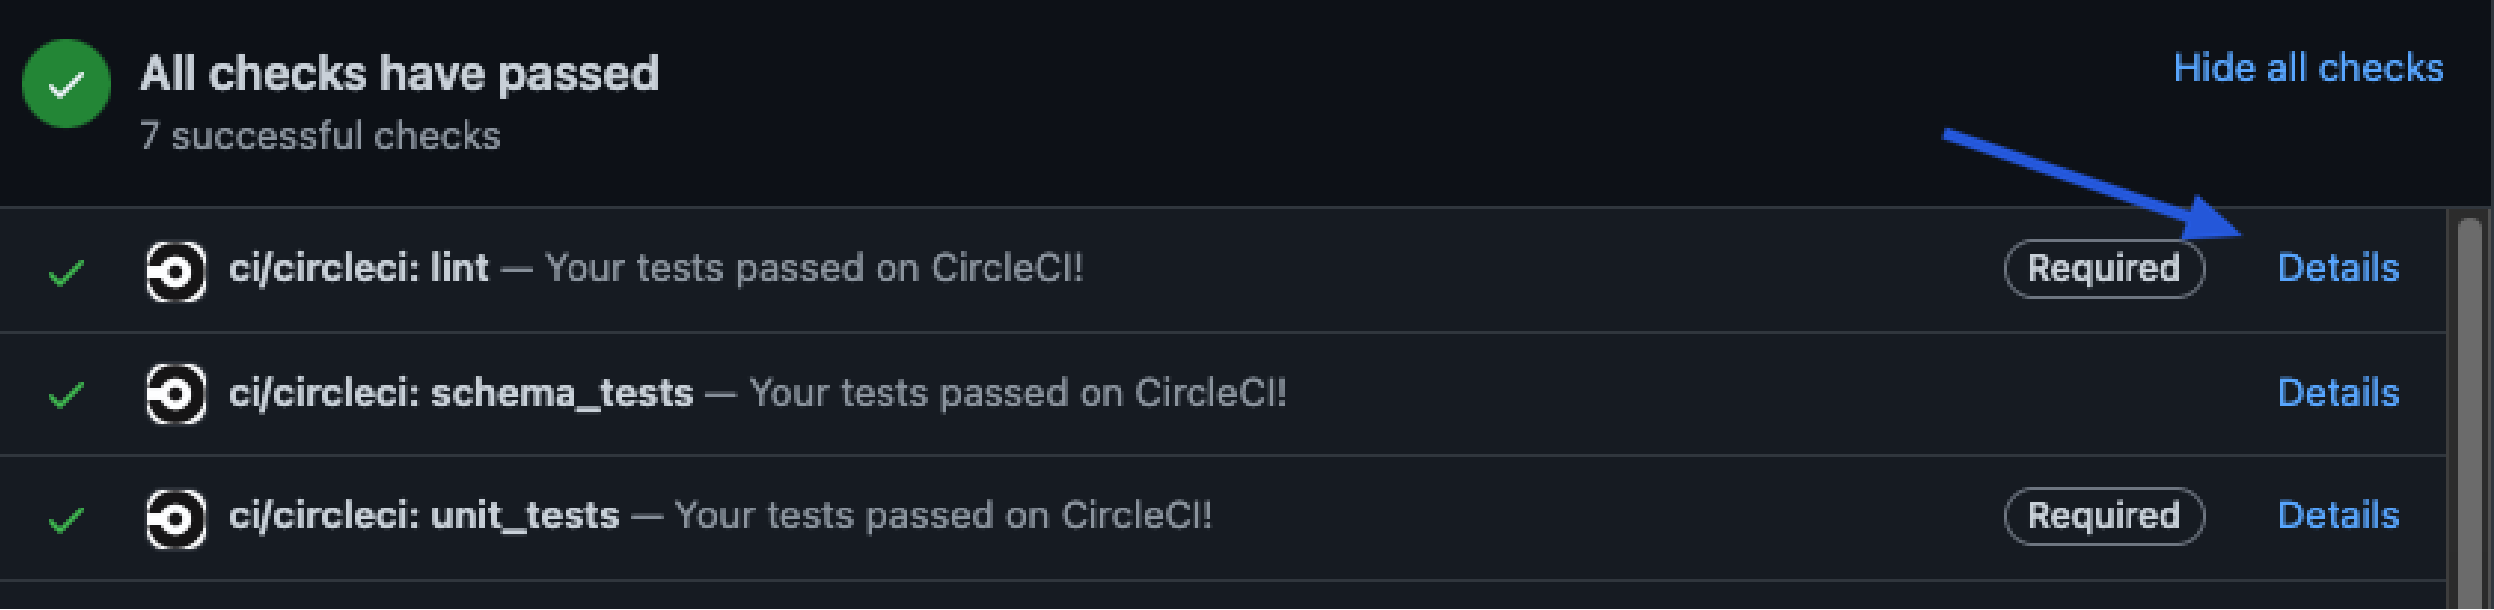 All checks have passed
Hide all checks
7 successful checks
ci/circleci: lint — Your tests passed on CircleCI! Required Details
ci/circleci: schema_tests — Your tests passed on CircleCI! Details
ci/circleci: unit_tests — Your tests passed on CircleCI! Required Details